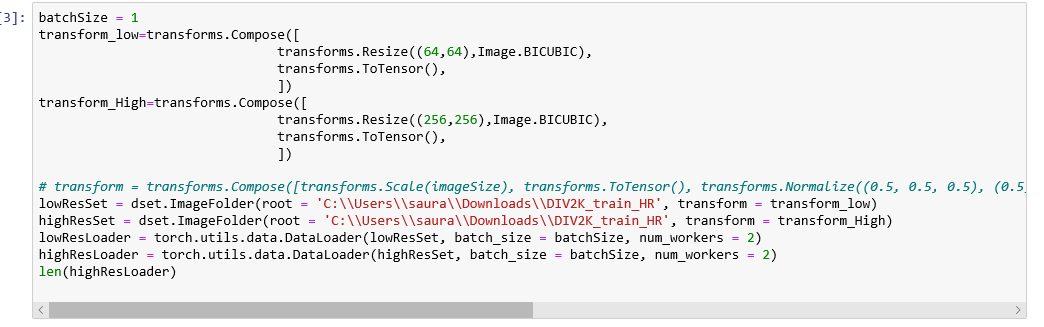 [3]: batchSize = 1
transform_low=transforms.Compose([
transforms.Resize((64,64),Image.BICUBIC),
transforms.ToTensor(),
])
transform_High=transforms.Compose([
transforms.Resize((256,256),Image.BICUBIC),
transforms.ToTensor(),
])
# transform = transforms.Compose([transforms.Scale(imageSize), transforms.ToTensor(), transforms.Normalize((0.5, 0.5, 0.5), (0.5,
lowResSet = dset.ImageFolder(root = 'C:\\Users\\saura\\Downloads\\DIV2K_train_HR', transform = transform_low)
highResSet = dset.ImageFolder(root = 'C:\\Users\\saura\\Downloads\\DIV2K_train_HR', transform = transform_High)
lowResLoader = torch.utils.data.DataLoader(lowResSet, batch_size = batchSize, num_workers = 2)
highResLoader = torch.utils.data.DataLoader(highResSet, batch_size = batchSize, num_workers = 2)
len(highResLoader)